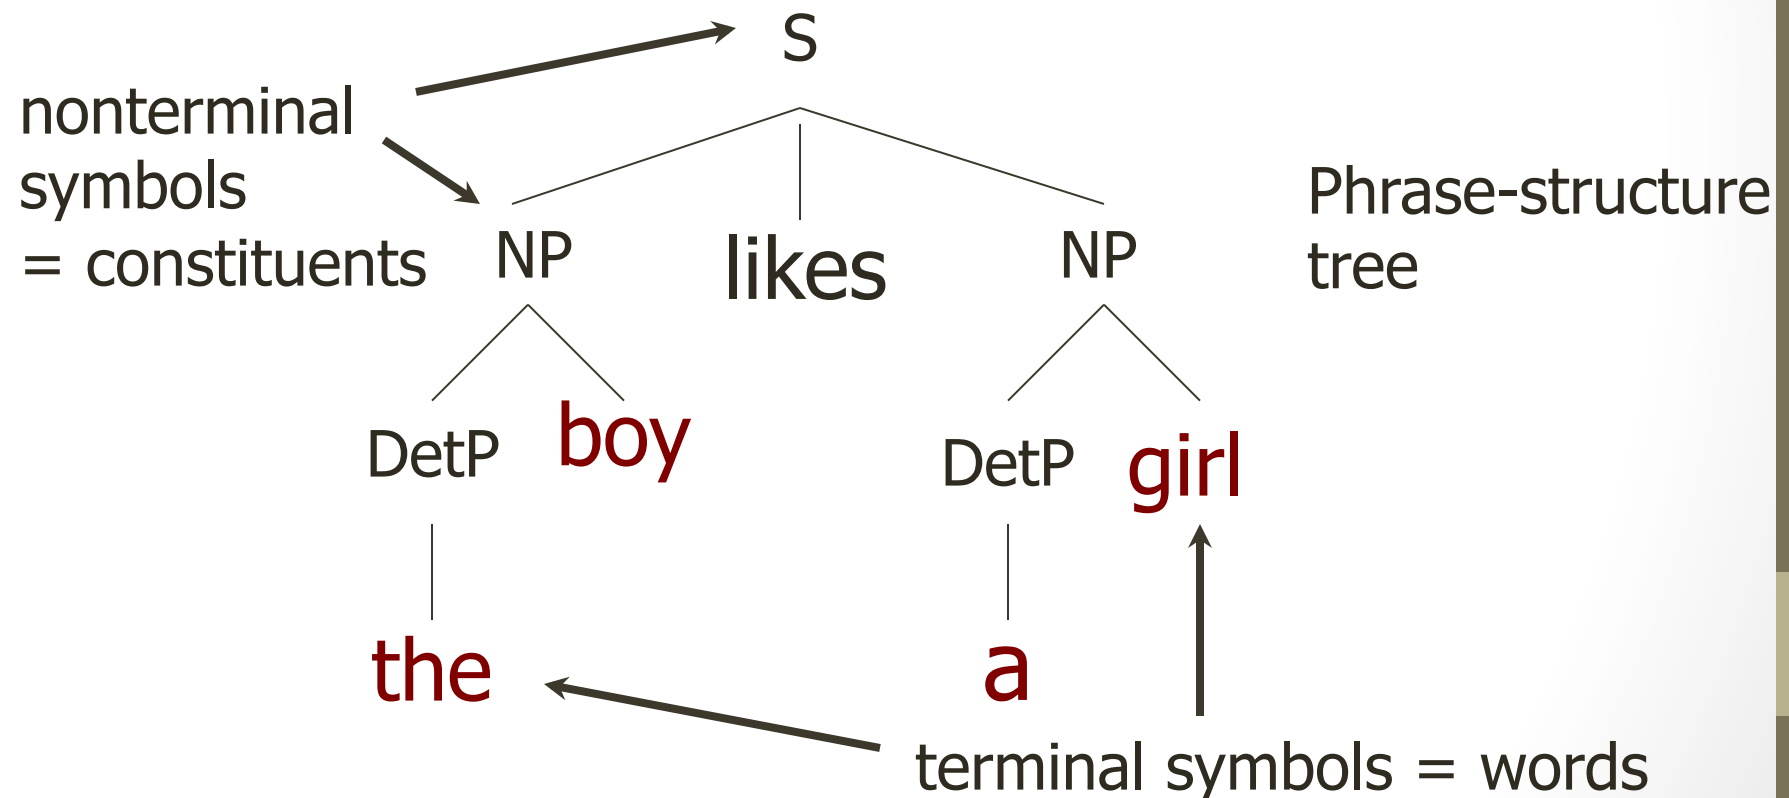 S
nonterminal
symbols
= constituents
NP
likes
NP
Phrase-structure
tree
DetP
boy
DetP
girl
the
a
terminal symbols = words